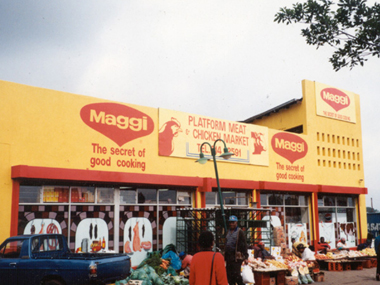 Maggi
The secret of
good cooking
PLATFORM MEAT
CHICKEN MARKET
Maggi
The secret of
good cooking
Maggi